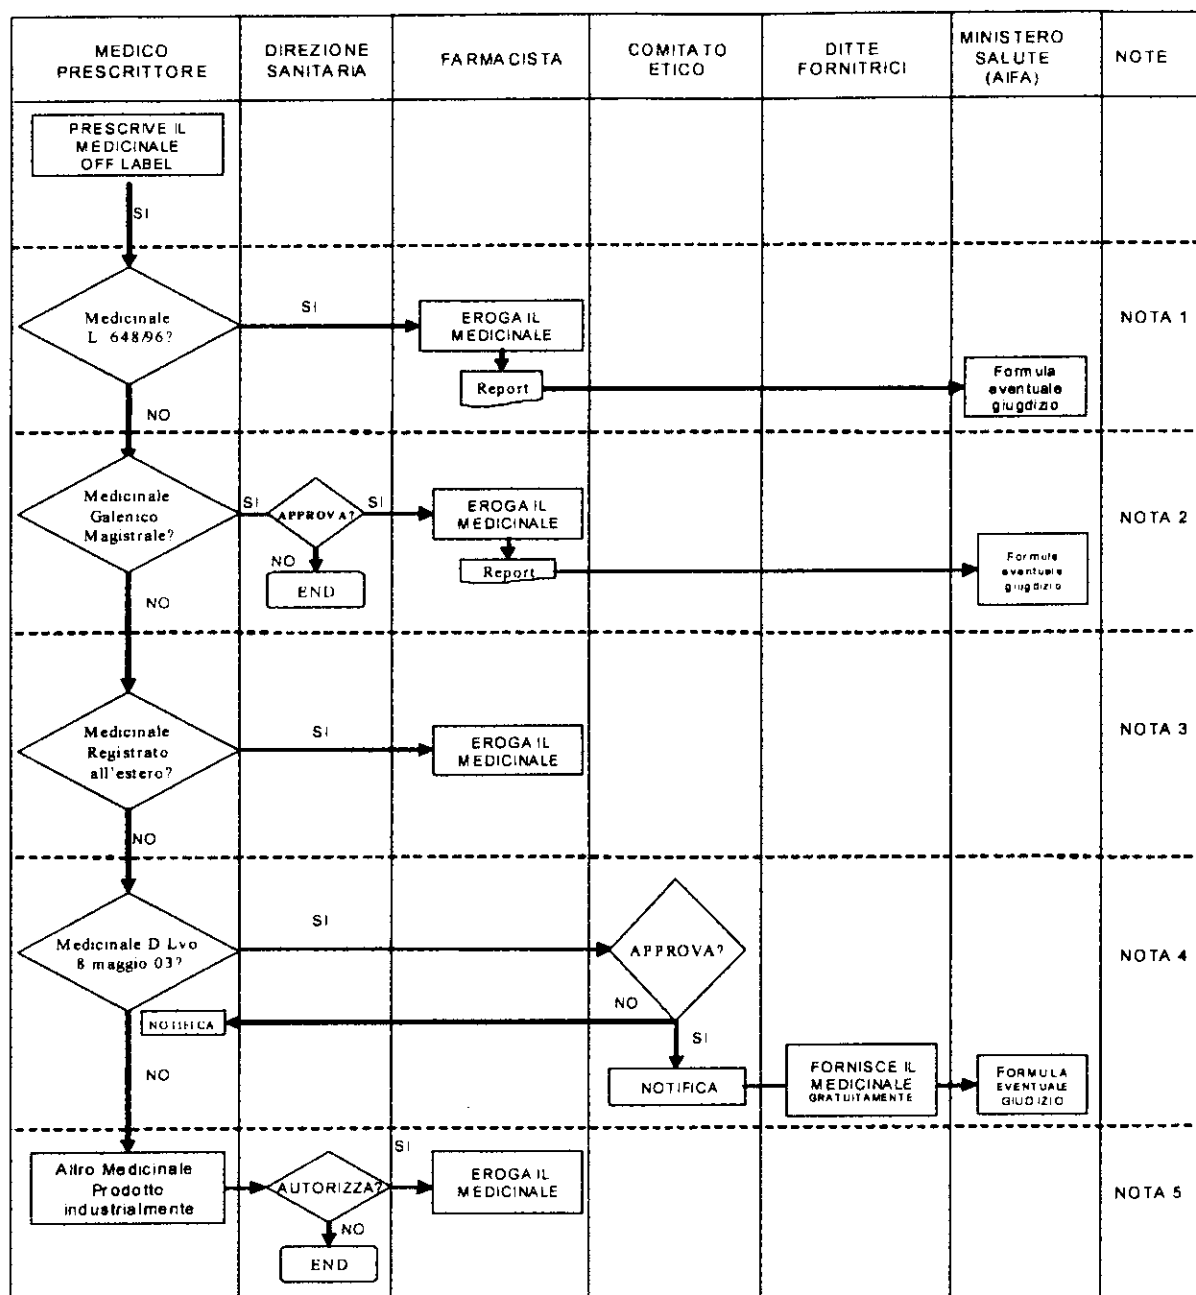 MEDICO
PRESCRITTORE
DIREZIONE
SANITARIA
FARMACISTA
COMITATO
ETICO
DITTE
FORNITRICI
MINISTERO
SALUTE
(AIFA)
NOTE
PRESCRIVE IL
MEDICINALE
OFF LABEL
SI
Medicinale
L 648/96?
SI
EROGA IL
MEDICINALE
Report
Formula
eventuale
giugdizio
NOTA 1
NO
Medicinale
Galenico
Magistrale?
SI
APPROVA?
SI
EROGA IL
MEDICINALE
Report
Formula
eventuale
giugdizio
NOTA 2
NO
END
NO
Medicinale
Registrato
all'estero?
SI
EROGA IL
MEDICINALE
NOTA 3
NO
Medicinale D Lvo
8 maggio 03?
SI
APPROVA?
NOTA 4
NO
NOTIFICA
SI
NOTIFICA
FORNISCE IL
MEDICINALE
GRATUITAMENTE
FORMULA
EVENTUALE
GIUDIZIO
NO
Altro Medicinale
Prodotto
industrialmente
AUTORIZZA?
SI
EROGA IL
MEDICINALE
NOTA 5
NO
END